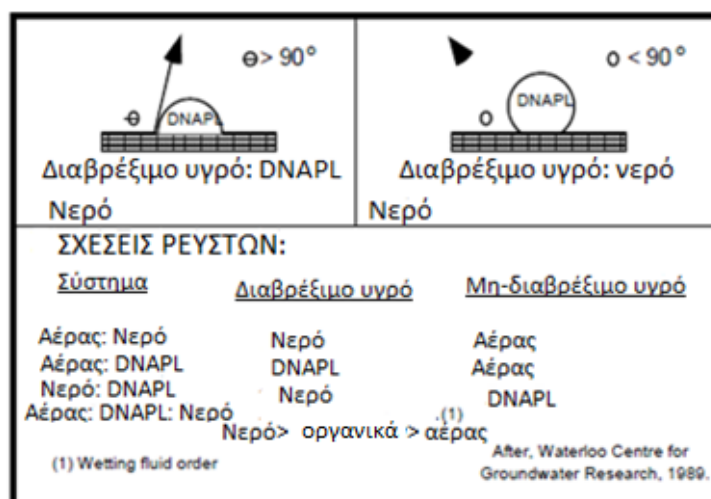 Θ > 90°
Θ
DNAPL
Διαβρέξιμο υγρό: DNAPL
Νερό
Ο < 90°
Ο
DNAPL
Διαβρέξιμο υγρό: νερό
Νερό
ΣΧΕΣΕΙΣ ΡΕΥΣΤΩΝ:
Σύστημα Διαβρέξιμο υγρό Μη-διαβρέξιμο υγρό
Αέρας: Νερό Νερό Αέρας
Αέρας: DNAPL DNAPL Αέρας
Νερό: DNAPL Νερό DNAPL
Αέρας: DNAPL: Νερό
Νερό> οργανικά > αέρας .(1)
(1) Wetting fluid order
After, Waterloo Centre for
Groundwater Research, 1989.